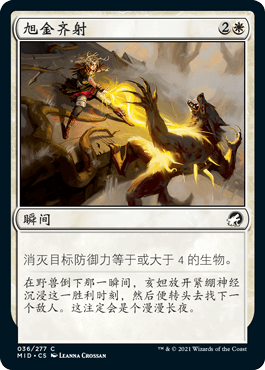 旭金齐射 2
瞬间
消灭目标防御力等于或大于 4 的生物。
在野兽倒下那一瞬间，亥妲放开紧绷神经
沉浸这一胜利时刻，然后便转头去找下一
个敌人。这注定会是个漫漫长夜。
036/277 C
MID • CS LEANNA CROSSAN
™ & © 2021 Wizards of the Coast